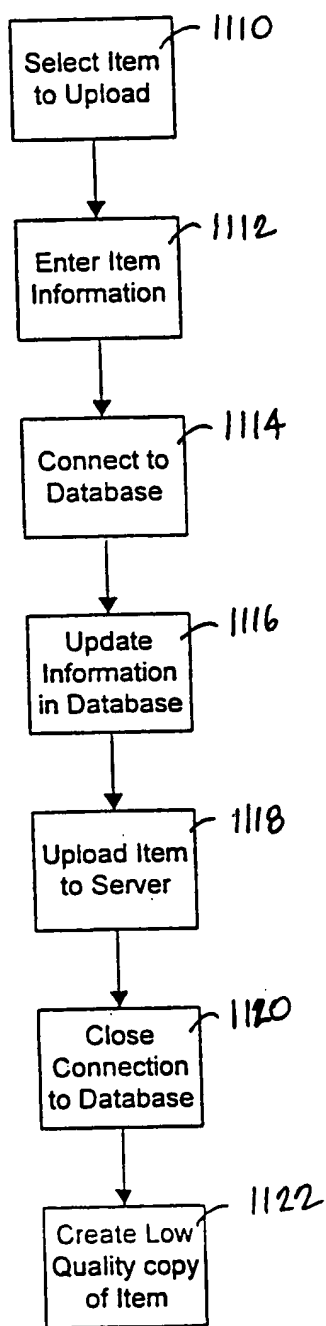 1110
Select Item
to Upload
1112
Enter Item
Information
1114
Connect to
Database
1116
Update
Information
in Database
1118
Upload Item
to Server
1120
Close
Connection
to Database
1122
Create Low
Quality copy
of Item